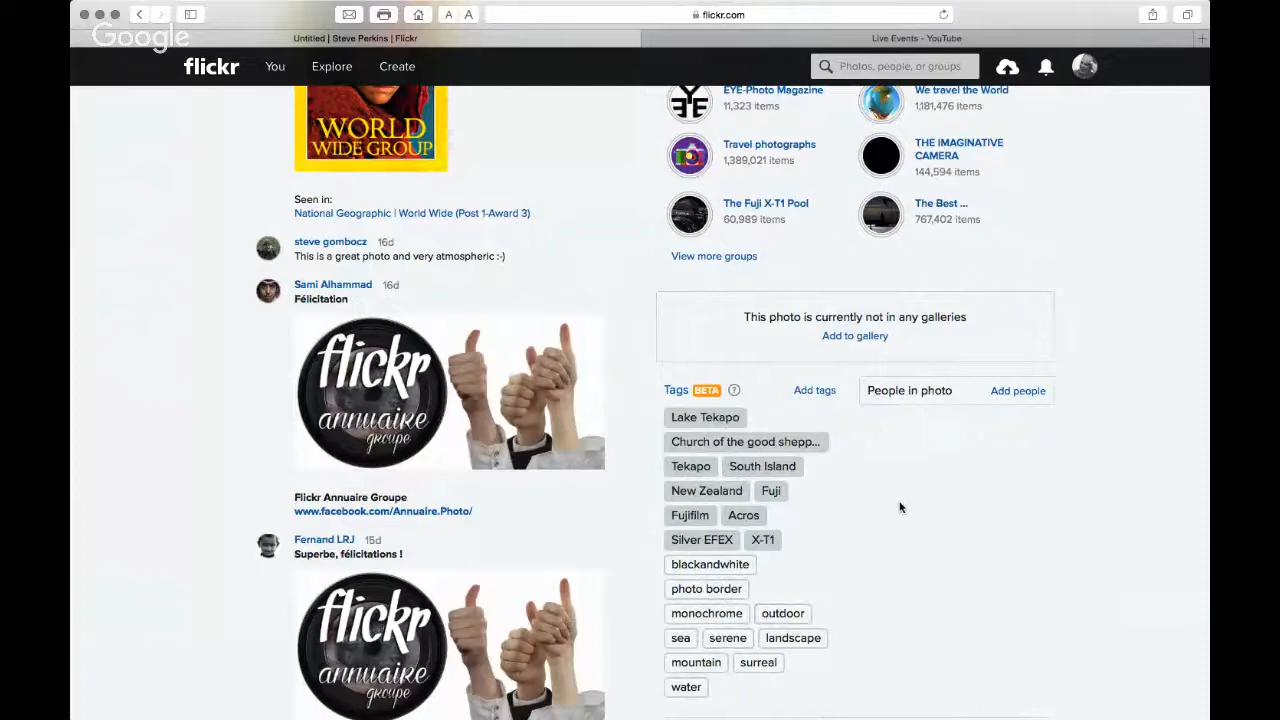 Google
flickr.com
Untitled | Steve Perkins | Flickr
Live Events - YouTube
flickr
You
Explore
Create
Photos, people, or groups
WORLD
WIDE GROUP
Seen in:
National Geographic | World Wide (Post 1-Award 3)
steve gombocz 16d
This is a great photo and very atmospheric :-)
Sami Alhammad 16d
Félicitation
flickr
annuaire
groupe
Flickr Annuaire Groupe
www.facebook.com/Annuaire.Photo/
Fernand LRJ 15d
Superbe, félicitations !
flickr
annuaire
groupe
EYE-Photo Magazine
11,323 items
We travel the World
1,181,476 items
Travel photographs
1,389,021 items
THE IMAGINATIVE
CAMERA
144,594 items
The Fuji X-T1 Pool
60,989 items
The Best ...
767,402 items
View more groups
This photo is currently not in any galleries
Add to gallery
Tags BETA ?
Add tags
People in photo
Add people
Lake Tekapo
Church of the good shepp...
Tekapo South Island
New Zealand Fuji
Fujifilm Acros
Silver EFEX X-T1
blackandwhite
photo border
monochrome outdoor
sea serene landscape
mountain surreal
water